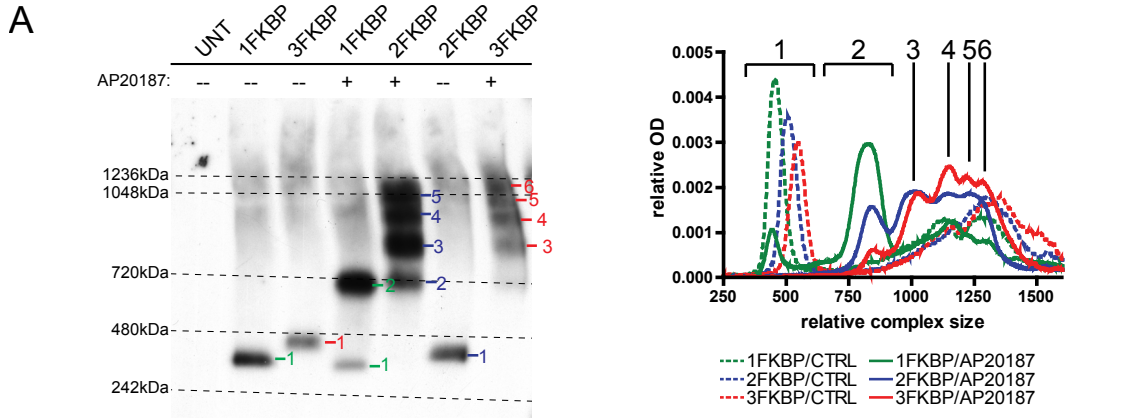 A
UNT 1FKBP 3FKBP 1FKBP 2FKBP 2FKBP 3FKBP
AP20187: -- -- -- + + -- +
1236kDa
1048kDa
720kDa
480kDa
242kDa
1 1 2 1 5 4 3 2 1 6 5 4 3
1 2 3 4 5 6
0.005
0.004
0.003
0.002
0.001
0.000
relative OD
250 500 750 1000 1250 1500
relative complex size
1FKBP/CTRL 1FKBP/AP20187
2FKBP/CTRL 2FKBP/AP20187
3FKBP/CTRL 3FKBP/AP20187